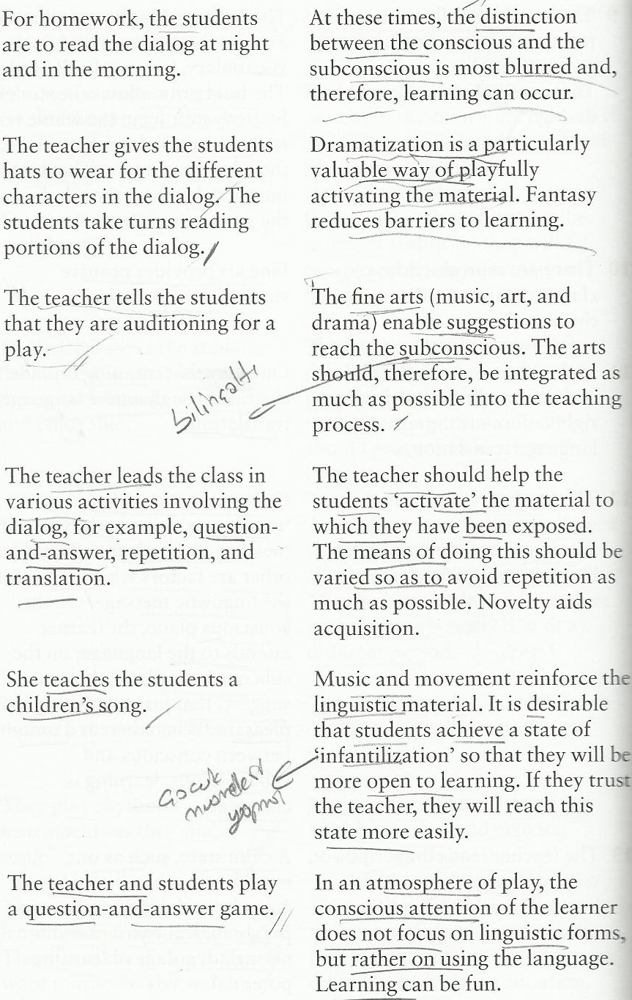 For homework, the students
are to read the dialog at night
and in the morning.
At these times, the distinction
between the conscious and the
subconscious is most blurred and,
therefore, learning can occur.
The teacher gives the students
hats to wear for the different
characters in the dialog. The
students take turns reading
portions of the dialog.
Dramatization is a particularly
valuable way of playfully
activating the material. Fantasy
reduces barriers to learning.
The teacher tells the students
that they are auditioning for a
play.
The fine arts (music, art, and
drama) enable suggestions to
reach the subconscious. The arts
should, therefore, be integrated as
much as possible into the teaching
process.
bilinçaltı
The teacher leads the class in
various activities involving the
dialog, for example, question-
and-answer, repetition, and
translation.
The teacher should help the
students ‘activate’ the material to
which they have been exposed.
The means of doing this should be
varied so as to avoid repetition as
much as possible. Novelty aids
acquisition.
She teaches the students a
children’s song.
Music and movement reinforce the
linguistic material. It is desirable
that students achieve a state of
‘infantilization’ so that they will be
more open to learning. If they trust
the teacher, they will reach this
state more easily.
çocuk
The teacher and students play
a question-and-answer game.
In an atmosphere of play, the
conscious attention of the learner
does not focus on linguistic forms,
but rather on using the language.
Learning can be fun.